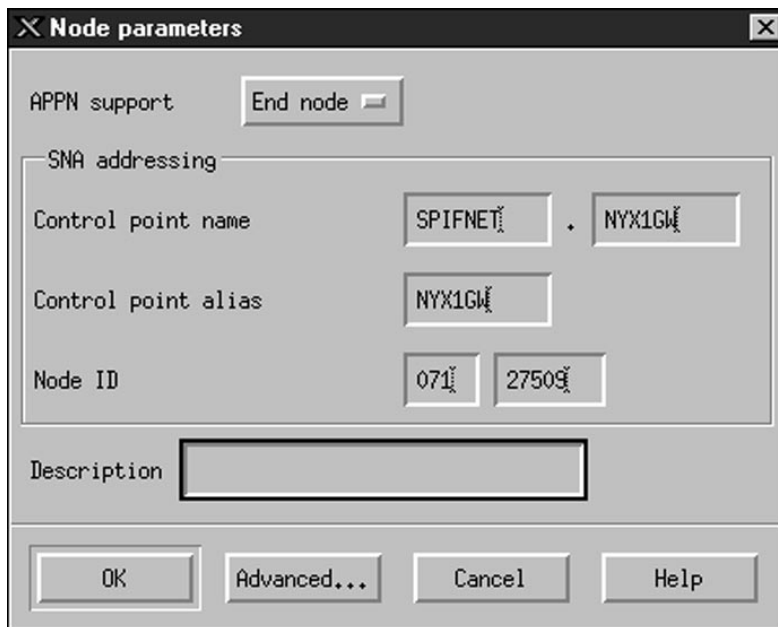 Node parameters
APPN support End node
SNA addressing
Control point name SPIFNET . NYX1GW
Control point alias NYX1GW
Node ID 071 27509
Description
OK Advanced... Cancel Help